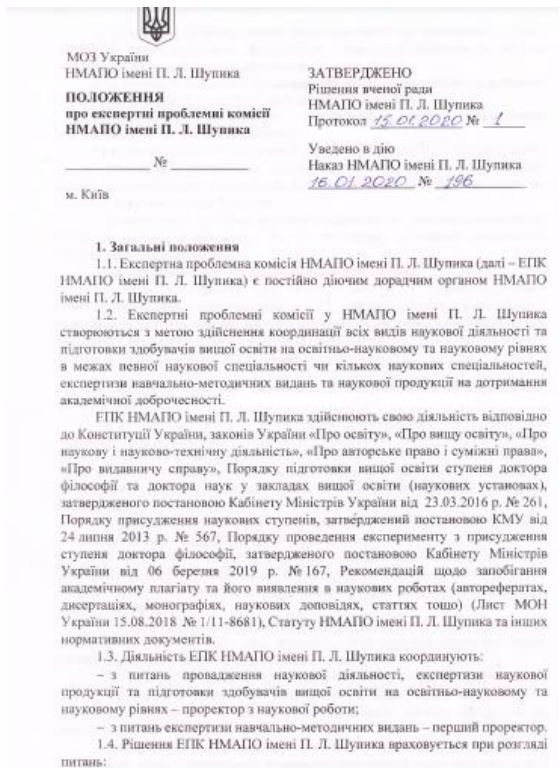 МОЗ України
НМАПО імені П. Л. Шупика
ПОЛОЖЕННЯ
про експертні проблемні комісії
НМАПО імені П. Л. Шупика
____________ № ____________
м. Київ
ЗАТВЕРДЖЕНО
Рішення вченої ради
НМАПО імені П. Л. Шупика
Протокол 15.01.2020 № 1
Уведено в дію
Наказ НМАПО імені П. Л. Шупика
16.01.2020 № 196
1. Загальні положення
1.1. Експертна проблемна комісія НМАПО імені П. Л. Шупика (далі – ЕПК
НМАПО імені П. Л. Шупика) є постійно діючим дорадчим органом НМАПО
імені П. Л. Шупика.
1.2. Експертні проблемні комісії у НМАПО імені П. Л. Шупика
створюються з метою здійснення координації всіх видів наукової діяльності та
підготовки здобувачів вищої освіти на освітньо-науковому та науковому рівнях
в межах певної наукової спеціальності чи кількох наукових спеціальностей,
експертизи навчально-методичних видань та наукової продукції на дотримання
академічної доброчесності.
ЕПК НМАПО імені П. Л. Шупика здійснюють свою діяльність відповідно
до Конституції України, законів України «Про освіту», «Про вищу освіту», «Про
наукову і науково-технічну діяльність», «Про авторське право і суміжні права»,
«Про видавничу справу», Порядку підготовки вищої освіти ступеня доктора
філософії та доктора наук у закладах вищої освіти (наукових установах),
затвердженого постановою Кабінету Міністрів України від 23.03.2016 р. № 261,
Порядку присудження наукових ступенів, затверджений постановою КМУ від
24 липня 2013 р. № 567, Порядку проведення експерименту з присудження
ступеня доктора філософії, затвердженого постановою Кабінету Міністрів
України від 06 березня 2019 р. №167, Рекомендацій щодо запобігання
академічному плагіату та його виявлення в наукових роботах (авторефератах,
дисертаціях, монографіях, наукових доповідях, статтях тощо) (Лист МОН
України 15.08.2018 № 1/11-8681), Статуту НМАПО імені П. Л. Шупика та інших
нормативних документів.
1.3. Діяльність ЕПК НМАПО імені П. Л. Шупика координують:
– з питань провадження наукової діяльності, експертизи наукової
продукції та підготовки здобувачів вищої освіти на освітньо-науковому та
науковому рівнях – проректор з наукової роботи;
– з питань експертизи навчально-методичних видань – перший проректор.
1.4. Рішення ЕПК НМАПО імені П. Л. Шупика враховується при розгляді
питань: